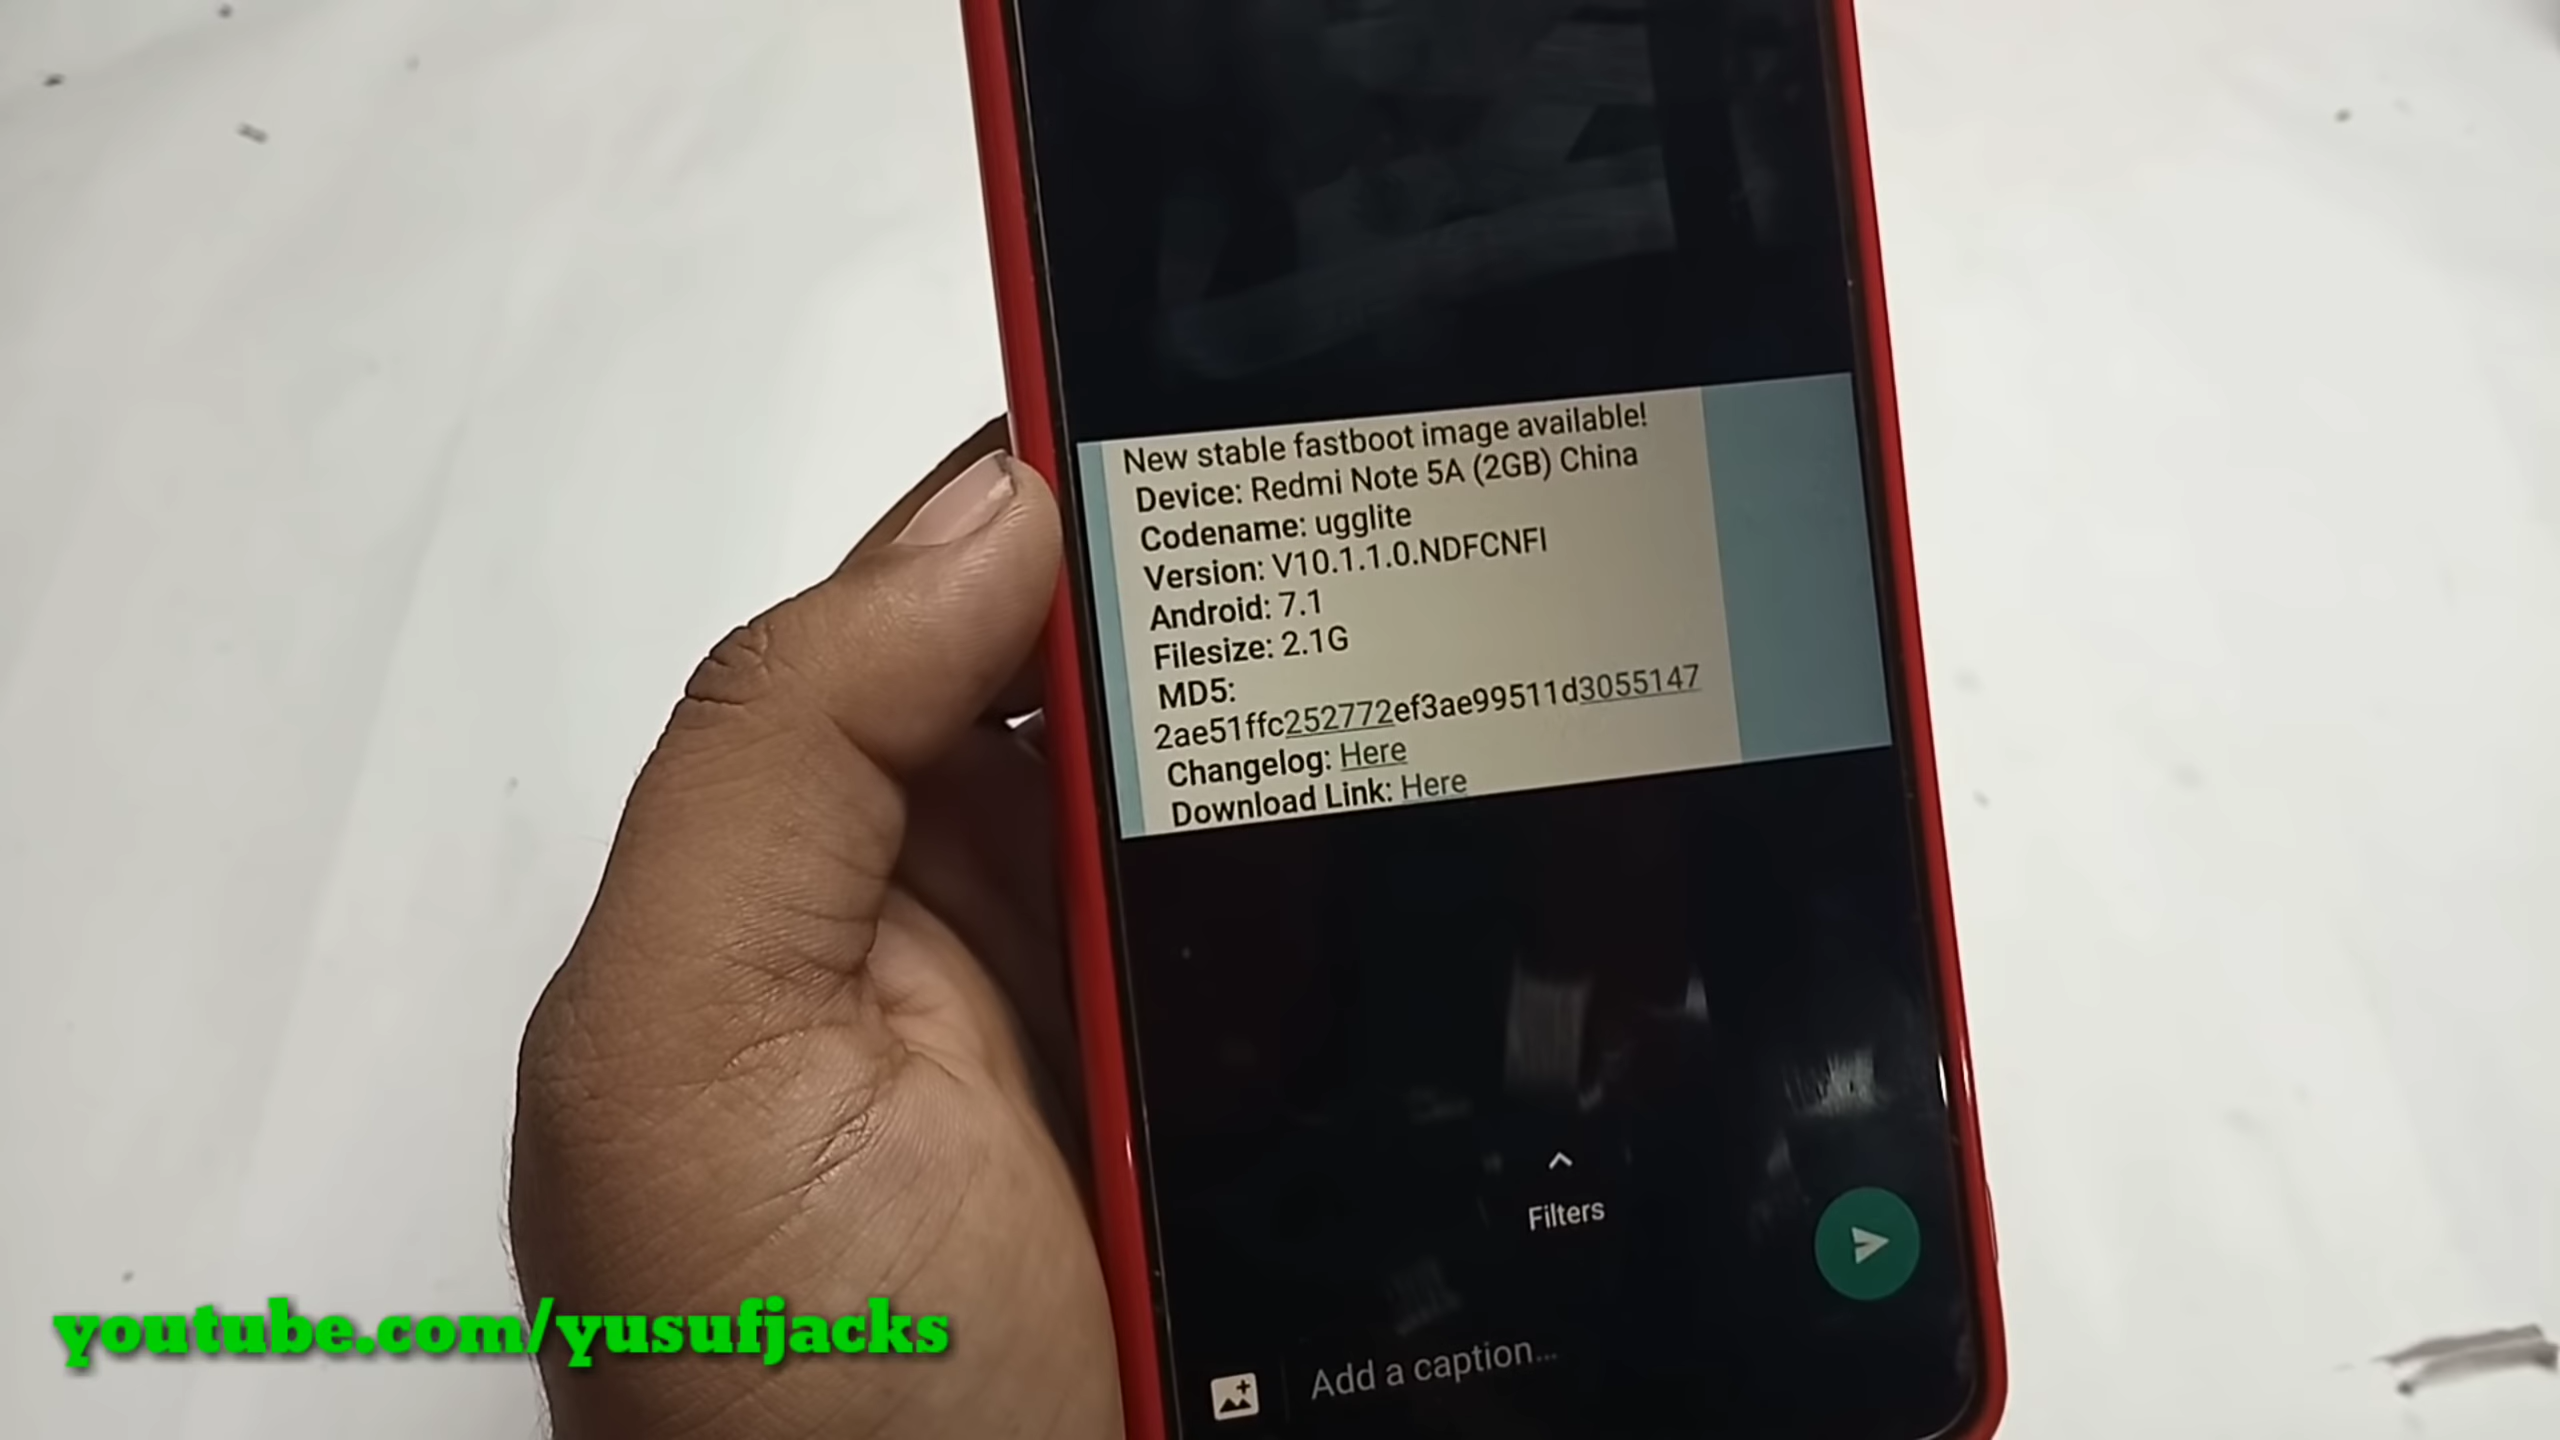 New stable fastboot image available!
Device: Redmi Note 5A (2GB) China
Codename: ugglite
Version: V10.1.1.0.NDFCNFI
Android: 7.1
Filesize: 2.1G
MD5:
2ae51ffc252772ef3ae99511d3055147
Changelog: Here
Download Link: Here
Filters
Add a caption...
youtube.com/yusufjacks